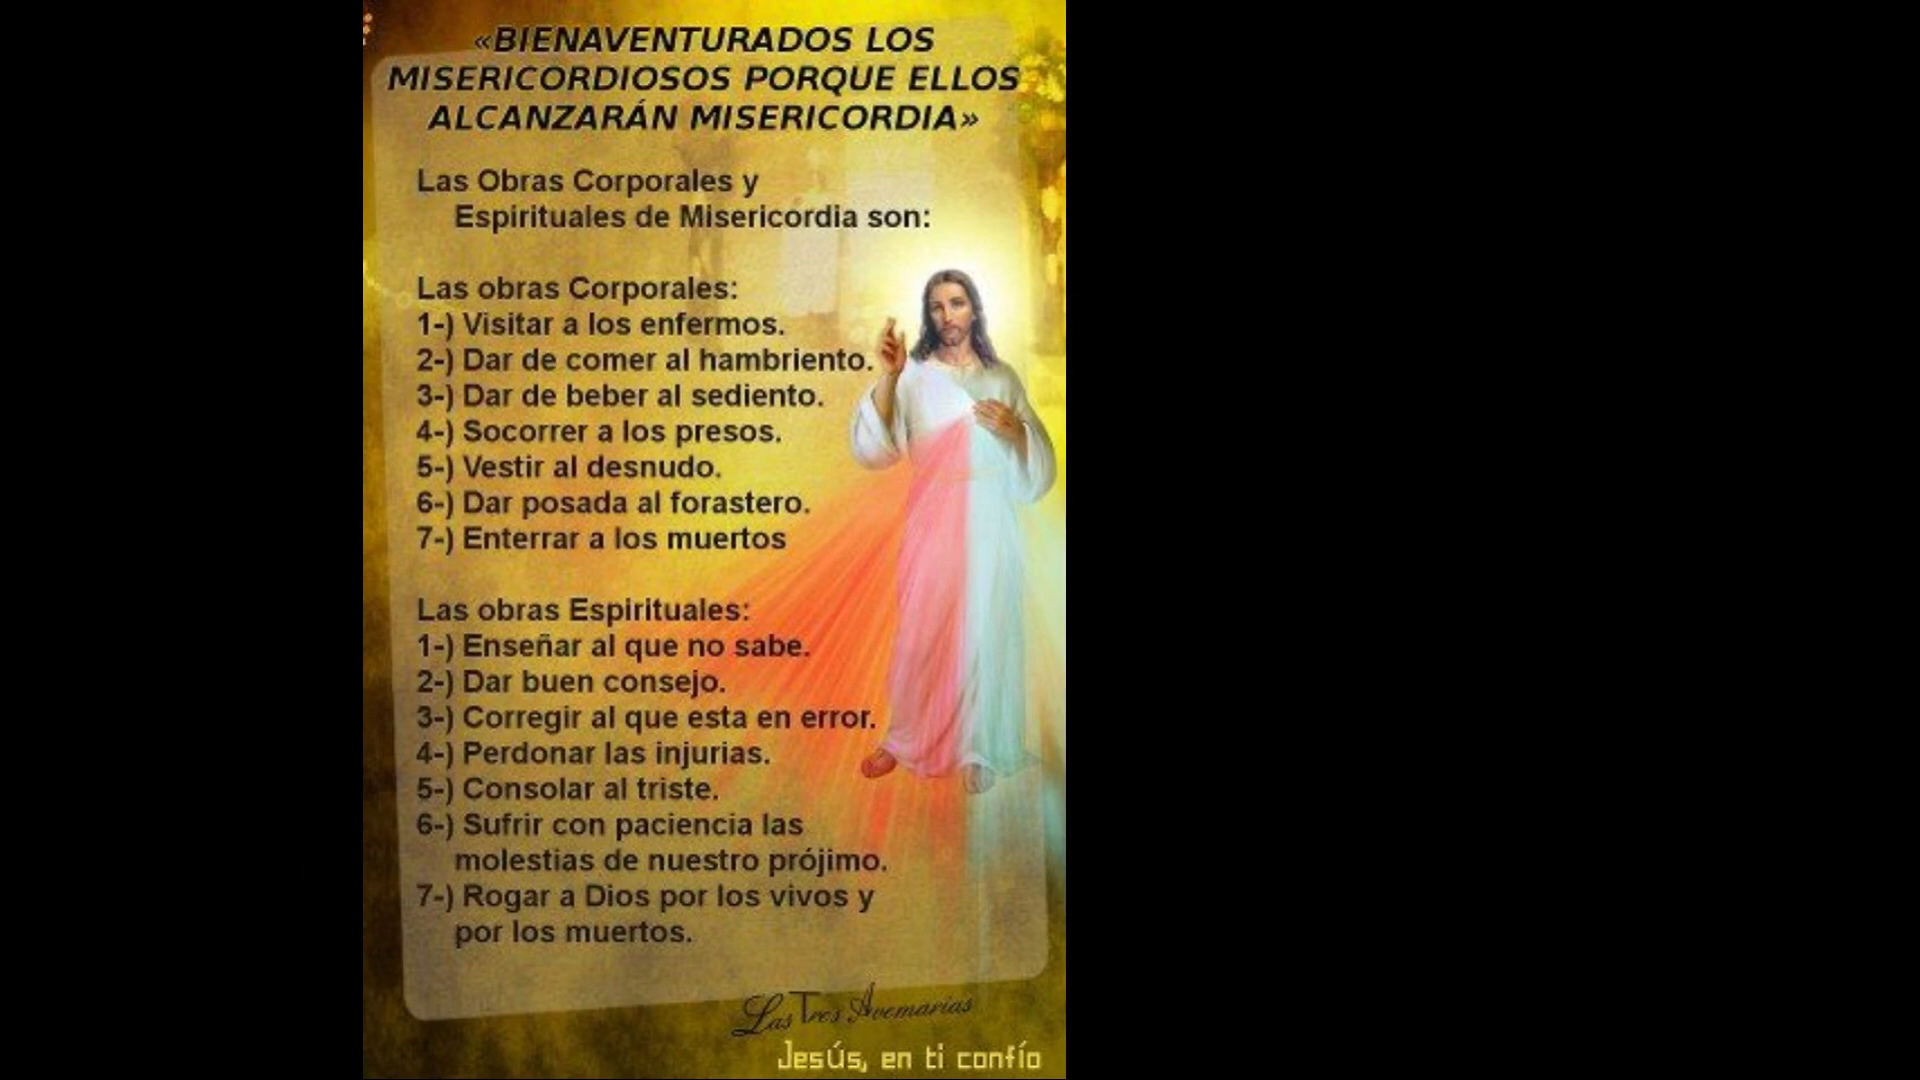 «BIENAVENTURADOS LOS
MISERICORDIOSOS PORQUE ELLOS
ALCANZARÁN MISERICORDIA»
Las Obras Corporales y
Espirituales de Misericordia son:
Las obras Corporales:
1-) Visitar a los enfermos.
2-) Dar de comer al hambriento.
3-) Dar de beber al sediento.
4-) Socorrer a los presos.
5-) Vestir al desnudo.
6-) Dar posada al forastero.
7-) Enterrar a los muertos
Las obras Espirituales:
1-) Enseñar al que no sabe.
2-) Dar buen consejo.
3-) Corregir al que esta en error.
4-) Perdonar las injurias.
5-) Consolar al triste.
6-) Sufrir con paciencia las
molestias de nuestro prójimo.
7-) Rogar a Dios por los vivos y
por los muertos.
Las Tres Avemarías
Jesús, en ti confío